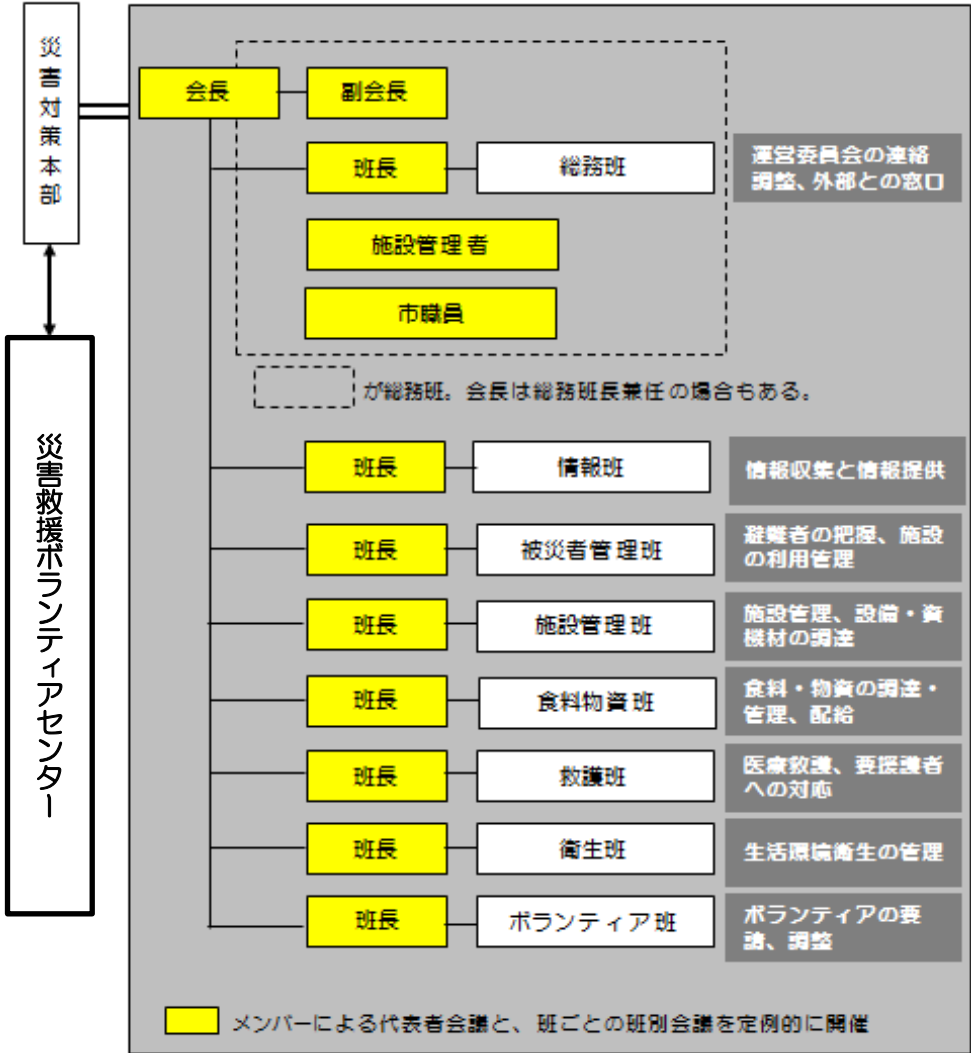 災害対策本部
会長
副会長
班長
総務班
運営委員会の連絡
調整、外部との窓口
施設管理者
市職員
が総務班。会長は総務班長兼任の場合もある。
災害救援ボランティアセンター
班長
情報班
情報収集と情報提供
班長
被災者管理班
避難者の把握、施設
の利用管理
班長
施設管理班
施設管理、設備・資
機材の調達
班長
食料物資班
食料・物資の調達・
管理、配給
班長
救護班
医療救護、要援護者
への対応
班長
衛生班
生活環境衛生の管理
班長
ボランティア班
ボランティアの要
請、調整
メンバーによる代表者会議と、班ごとの班別会議を定例的に開催